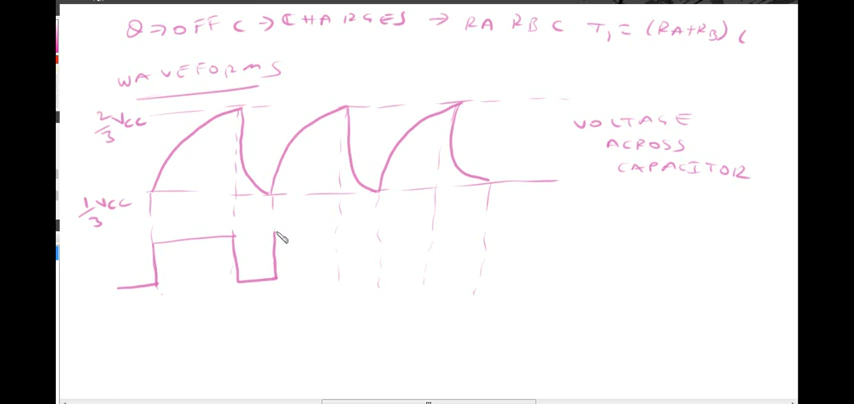 Q → OFF C → CHARGES → RA RB C T1 = (RA+RB) C
WAVEFORMS
2/3 VCC
VOLTAGE
ACROSS
CAPACITOR
1/3 VCC